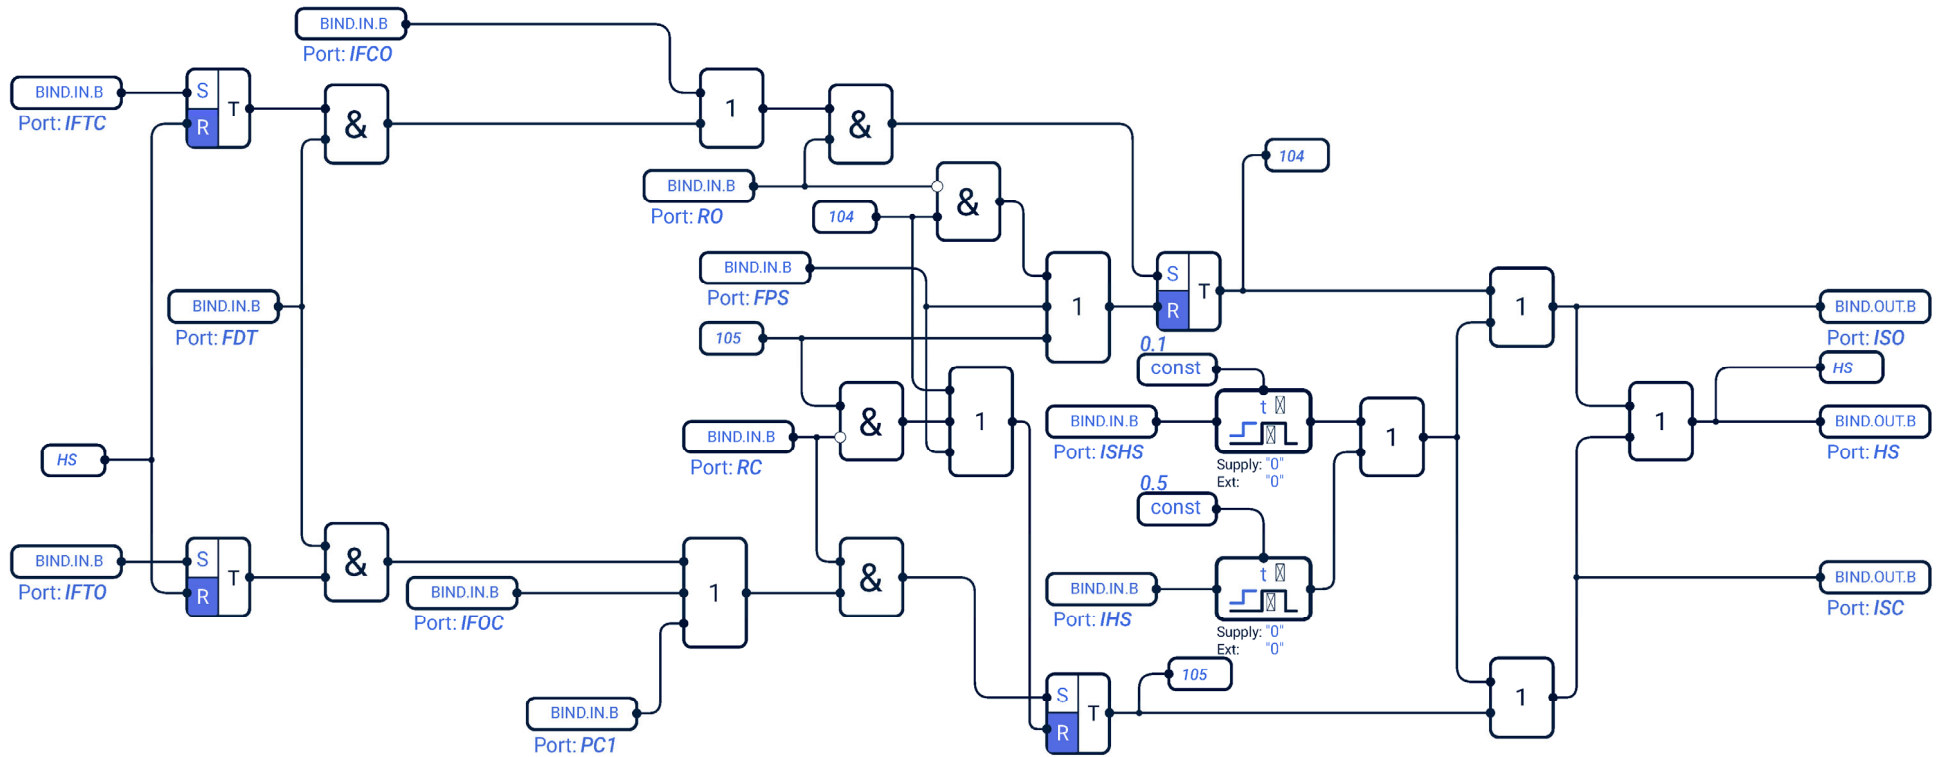 BIND.IN.B
Port: IFCO
BIND.IN.B
Port: IFTC
S
R
T
&
1
&
BIND.IN.B
Port: RO
104
&
104
BIND.IN.B
Port: FPS
BIND.IN.B
Port: FDT
105
1
S
R
T
1
BIND.OUT.B
Port: ISO
0.1
const
HS
BIND.IN.B
Port: RC
&
1
BIND.IN.B
Port: ISHS
t
Supply: "0"
Ext: "0"
1
1
BIND.OUT.B
Port: HS
HS
0.5
const
BIND.IN.B
Port: IFTO
S
R
T
&
BIND.IN.B
Port: IFOC
1
&
BIND.IN.B
Port: IHS
t
Supply: "0"
Ext: "0"
BIND.OUT.B
Port: ISC
105
S
R
T
1
BIND.IN.B
Port: PC1